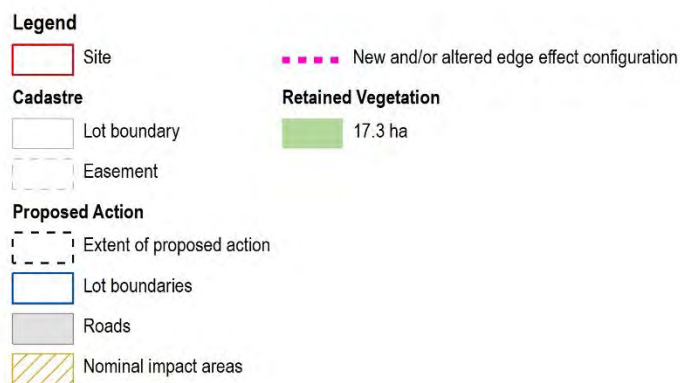 Legend
Site
New and/or altered edge effect configuration
Cadastre
Retained Vegetation
Lot boundary
17.3 ha
Easement
Proposed Action
Extent of proposed action
Lot boundaries
Roads
Nominal impact areas